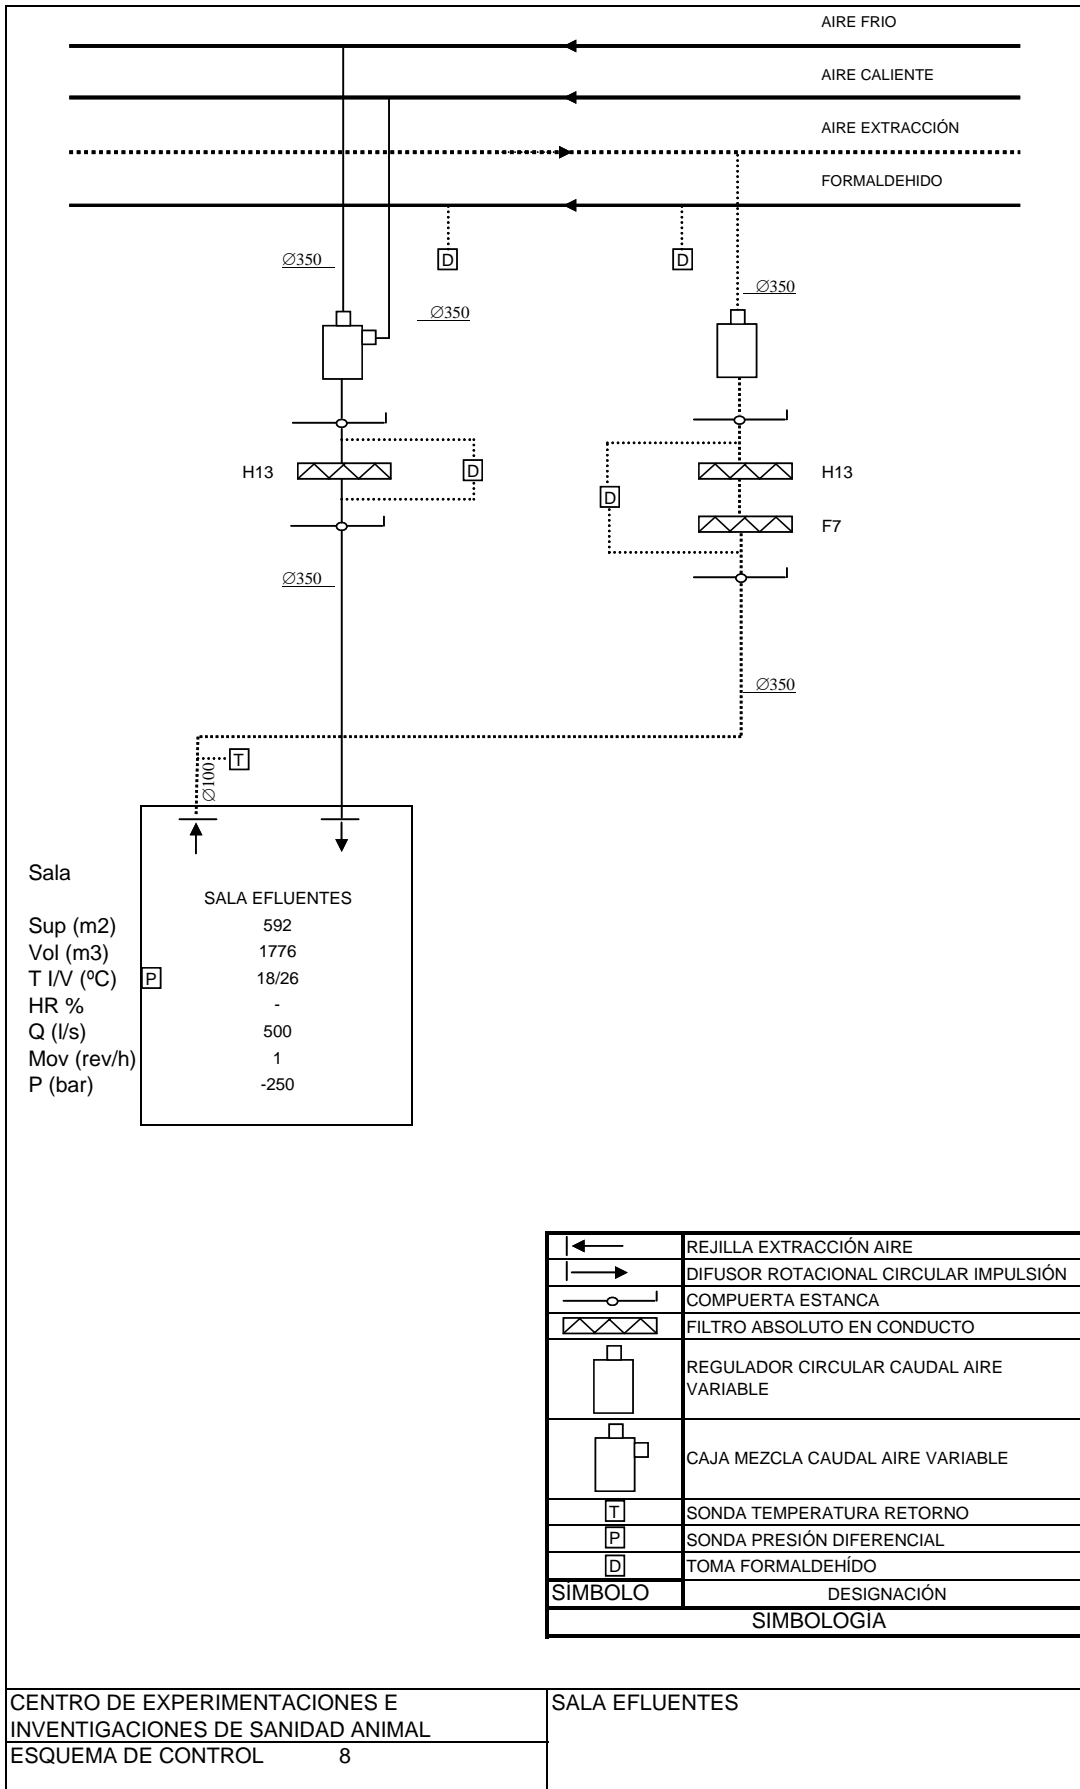 AIRE FRIO
AIRE CALIENTE
AIRE EXTRACCIÓN
FORMALDEHIDO
∅350
D
D
∅350
∅350
H13
D
H13
D
F7
∅350
∅350
T
∅100
Sala
SALA EFLUENTES
Sup (m2) 592
Vol (m3) 1776
T I/V (ºC) P 18/26
HR % -
Q (l/s) 500
Mov (rev/h) 1
P (bar) -250
REJILLA EXTRACCIÓN AIRE
DIFUSOR ROTACIONAL CIRCULAR IMPULSIÓN
COMPUERTA ESTANCA
FILTRO ABSOLUTO EN CONDUCTO
REGULADOR CIRCULAR CAUDAL AIRE
VARIABLE
CAJA MEZCLA CAUDAL AIRE VARIABLE
T SONDA TEMPERATURA RETORNO
P SONDA PRESIÓN DIFERENCIAL
D TOMA FORMALDEHÍDO
SÍMBOLO DESIGNACIÓN
SIMBOLOGÍA
CENTRO DE EXPERIMENTACIONES E
INVENTIGACIONES DE SANIDAD ANIMAL
SALA EFLUENTES
ESQUEMA DE CONTROL 8